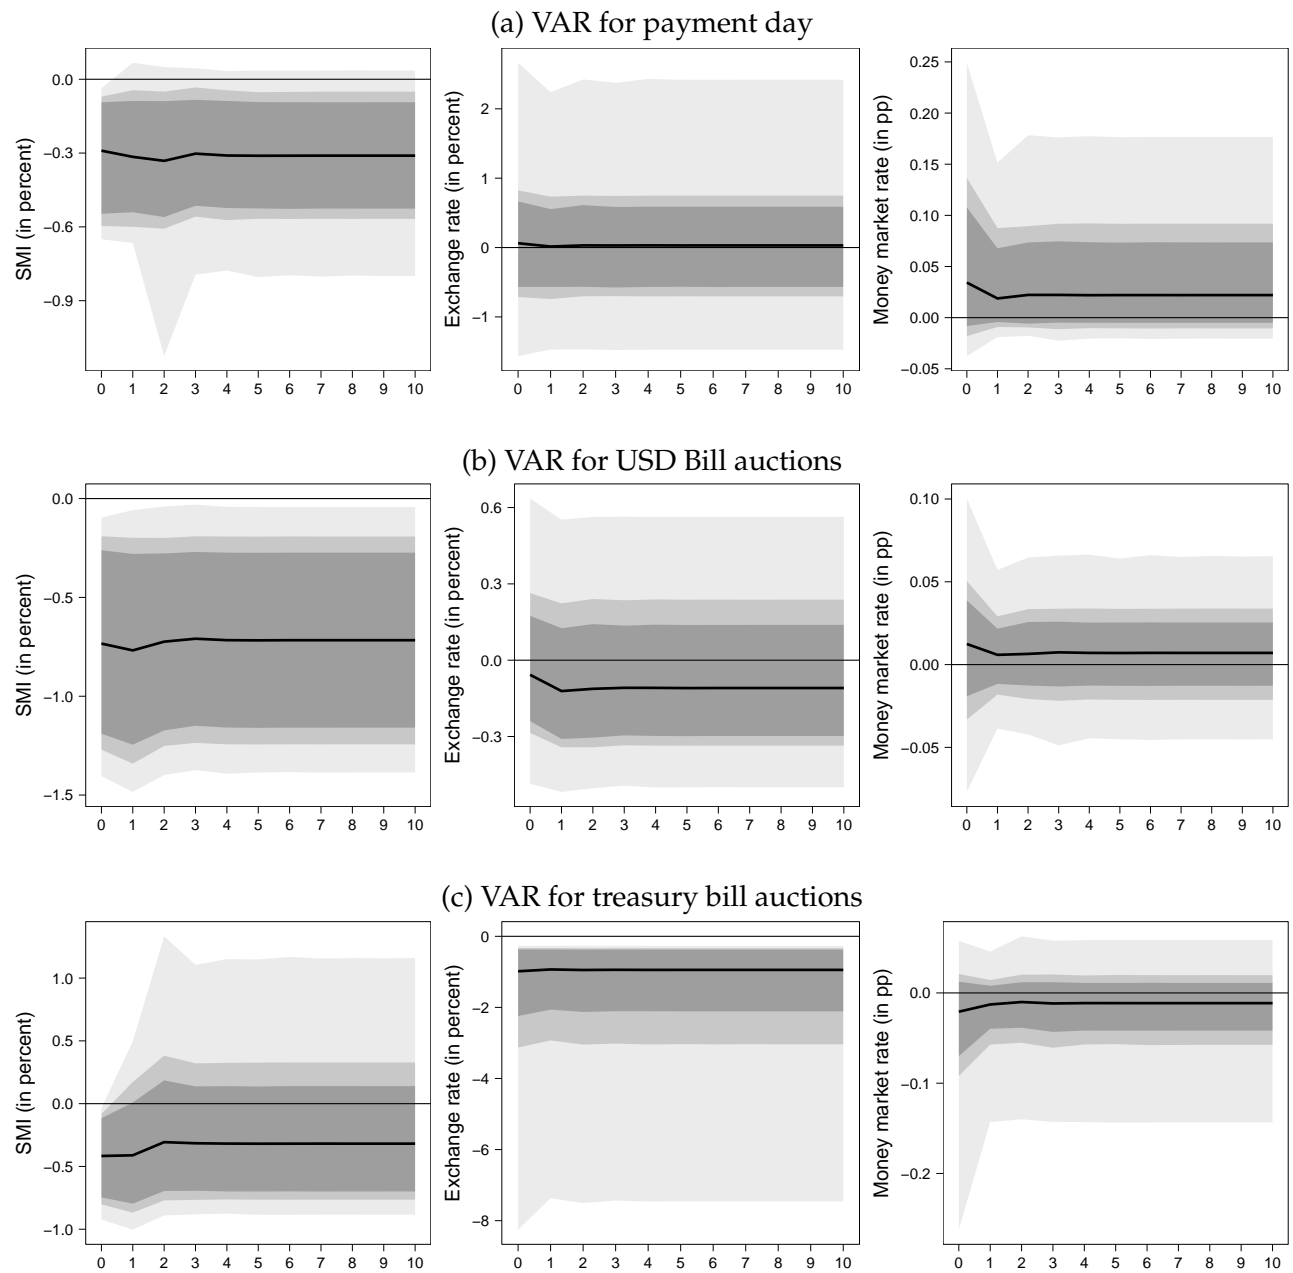 (a) VAR for payment day
SMI (in percent)
0.0
−0.3
−0.6
−0.9
0 1 2 3 4 5 6 7 8 9 10
Exchange rate (in percent)
2
1
0
−1
0 1 2 3 4 5 6 7 8 9 10
Money market rate (in pp)
0.25
0.20
0.15
0.10
0.05
0.00
−0.05
0 1 2 3 4 5 6 7 8 9 10
(b) VAR for USD Bill auctions
SMI (in percent)
0.0
−0.5
−1.0
−1.5
0 1 2 3 4 5 6 7 8 9 10
Exchange rate (in percent)
0.6
0.3
0.0
−0.3
0 1 2 3 4 5 6 7 8 9 10
Money market rate (in pp)
0.10
0.05
0.00
−0.05
0 1 2 3 4 5 6 7 8 9 10
(c) VAR for treasury bill auctions
SMI (in percent)
1.0
0.5
0.0
−0.5
−1.0
0 1 2 3 4 5 6 7 8 9 10
Exchange rate (in percent)
0
−2
−4
−6
−8
0 1 2 3 4 5 6 7 8 9 10
Money market rate (in pp)
0.0
−0.1
−0.2
0 1 2 3 4 5 6 7 8 9 10